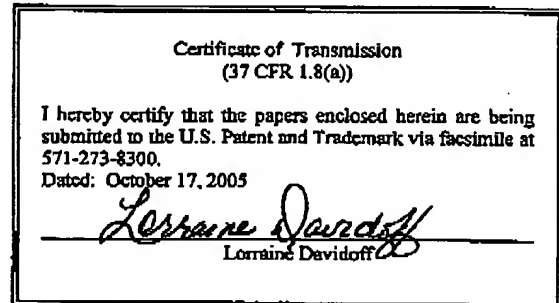 Certificate of Transmission
(37 CFR 1.8(a))
I hereby certify that the papers enclosed herein are being
submitted to the U.S. Patent and Trademark via facsimile at
571-273-8300.
Dated: October 17, 2005
Lorraine Davidoff
Lorraine Davidoff